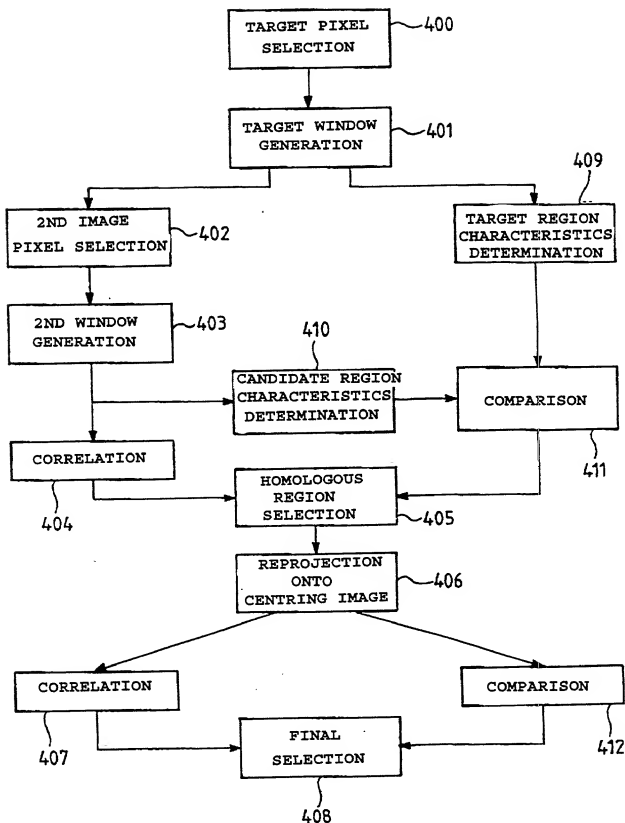 TARGET PIXEL
SELECTION
400
TARGET WINDOW
GENERATION
401
409
2ND IMAGE
PIXEL SELECTION
402
TARGET REGION
CHARACTERISTICS
DETERMINATION
2ND WINDOW
GENERATION
403
410
CANDIDATE REGION
CHARACTERISTICS
DETERMINATION
COMPARISON
411
CORRELATION
404
HOMOLOGOUS
REGION
SELECTION
405
REPROJECTION
ONTO
CENTRING IMAGE
406
CORRELATION
407
COMPARISON
412
FINAL
SELECTION
408